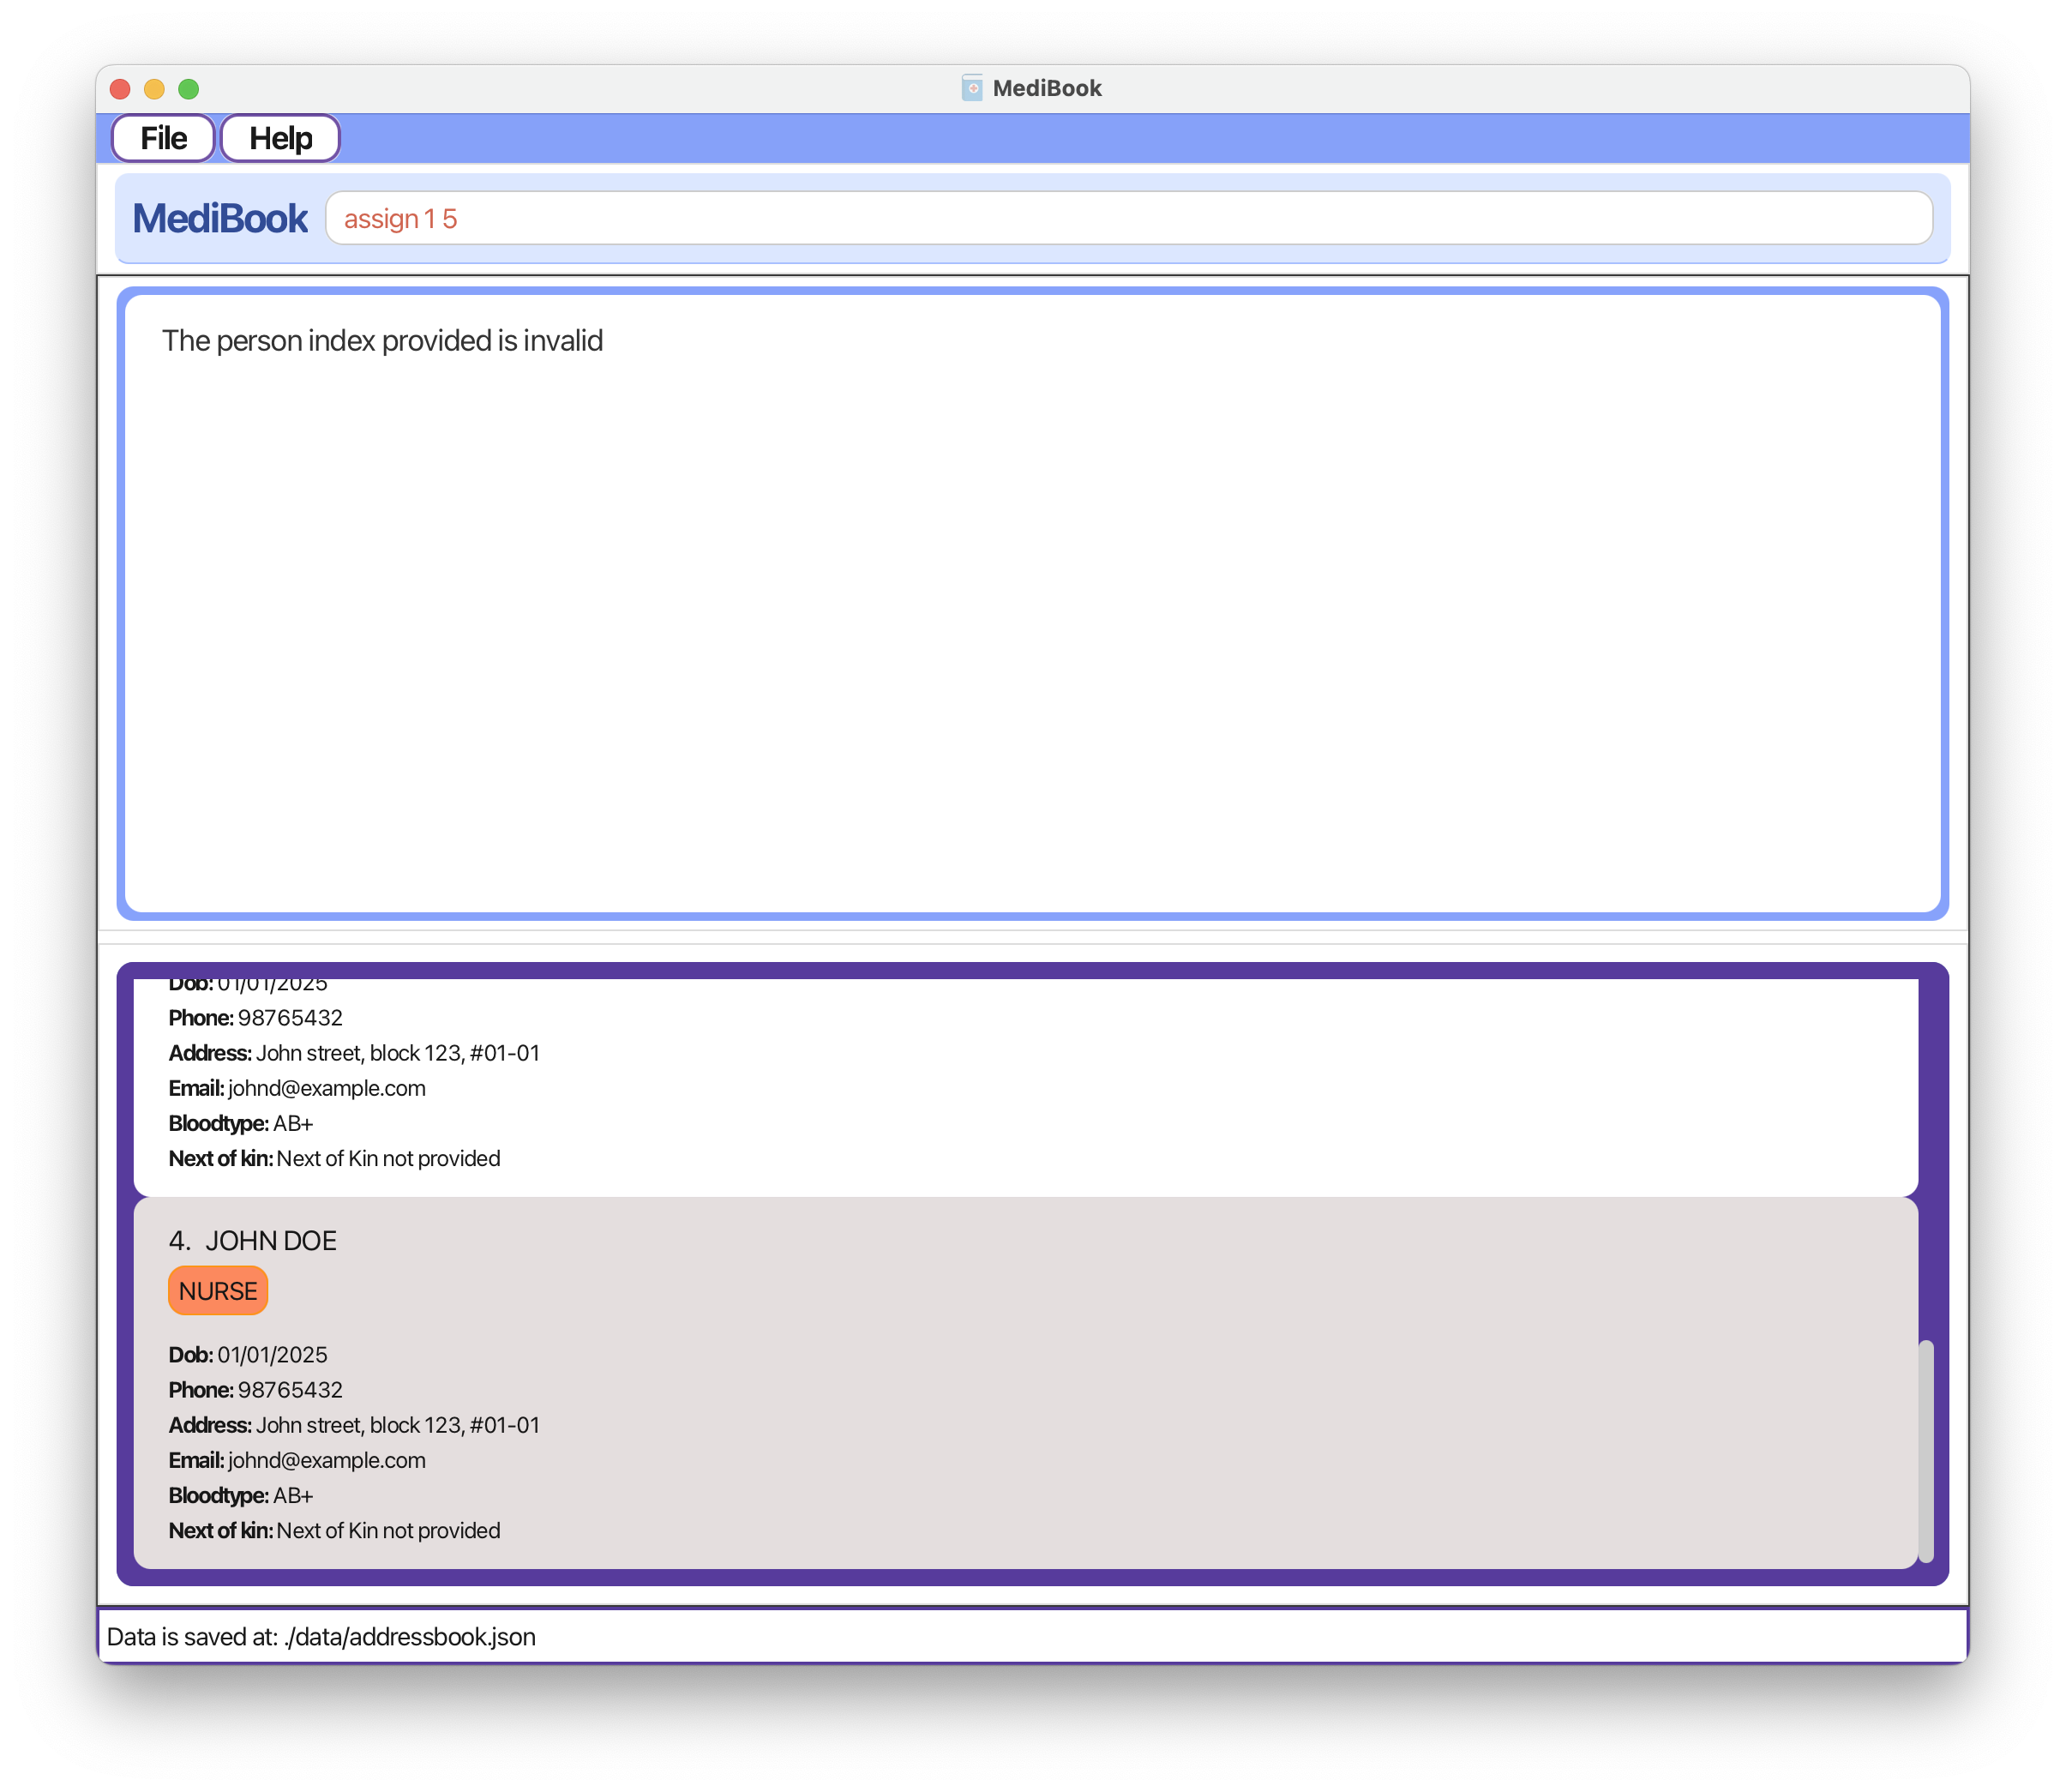 MediBook
File Help
MediBook assign 1 5
The person index provided is invalid
Dob: 01/01/2025
Phone: 98765432
Address: John street, block 123, #01-01
Email: johnd@example.com
Bloodtype: AB+
Next of kin: Next of Kin not provided
4. JOHN DOE
NURSE
Dob: 01/01/2025
Phone: 98765432
Address: John street, block 123, #01-01
Email: johnd@example.com
Bloodtype: AB+
Next of kin: Next of Kin not provided
Data is saved at: ./data/addressbook.json